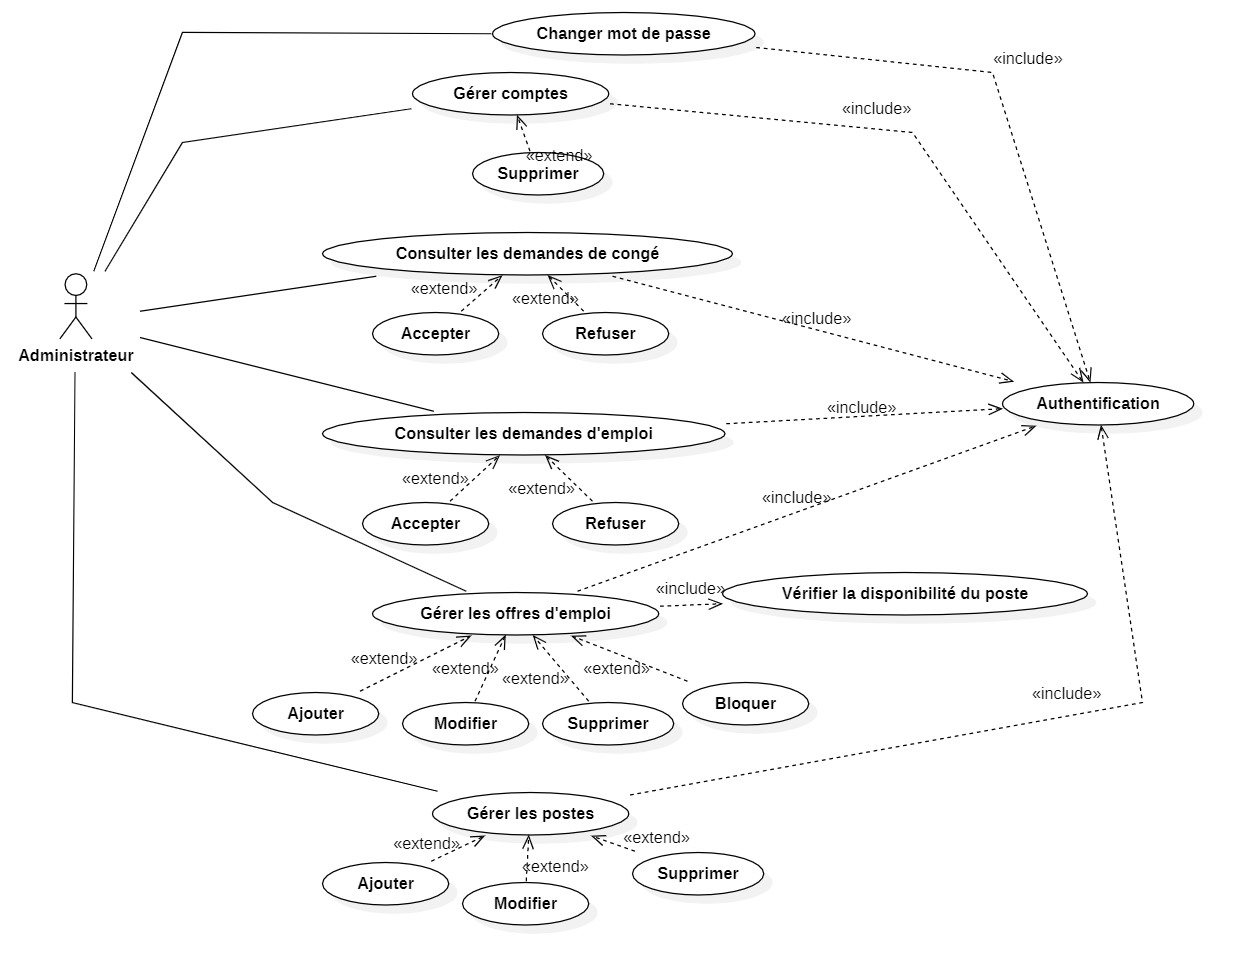 Changer mot de passe
«include»
Gérer comptes
«include»
«extend»
Supprimer
Consulter les demandes de congé
«extend»
«extend»
«include»
Accepter
Refuser
Administrateur
Authentification
«include»
Consulter les demandes d'emploi
«extend»
«extend»
«include»
Accepter
Refuser
«include»
Vérifier la disponibilité du poste
Gérer les offres d'emploi
«extend»
«extend»
«extend»
«extend»
«include»
Ajouter
Modifier
Supprimer
Bloquer
Gérer les postes
«extend»
«extend»
«extend»
Ajouter
Modifier
Supprimer